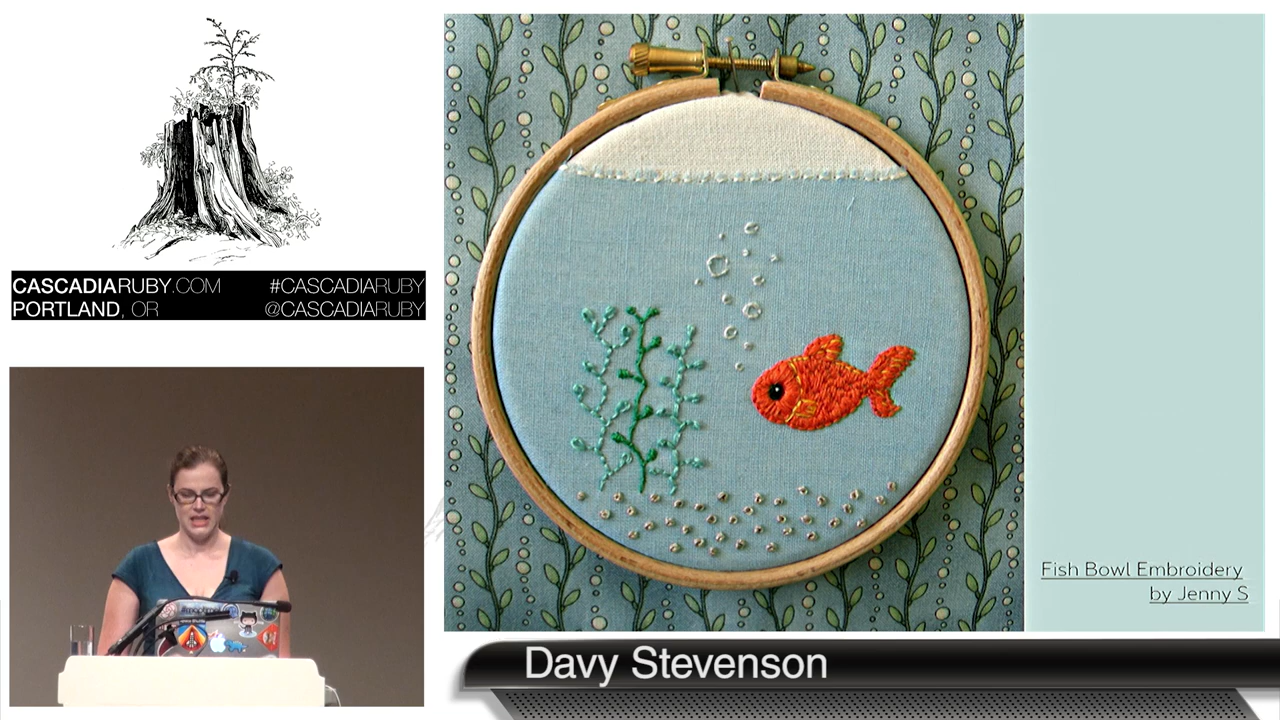 CASCADIARUBY.COM #CASCADIARUBY
PORTLAND, OR @CASCADIARUBY
Fish Bowl Embroidery
by Jenny S
Davy Stevenson